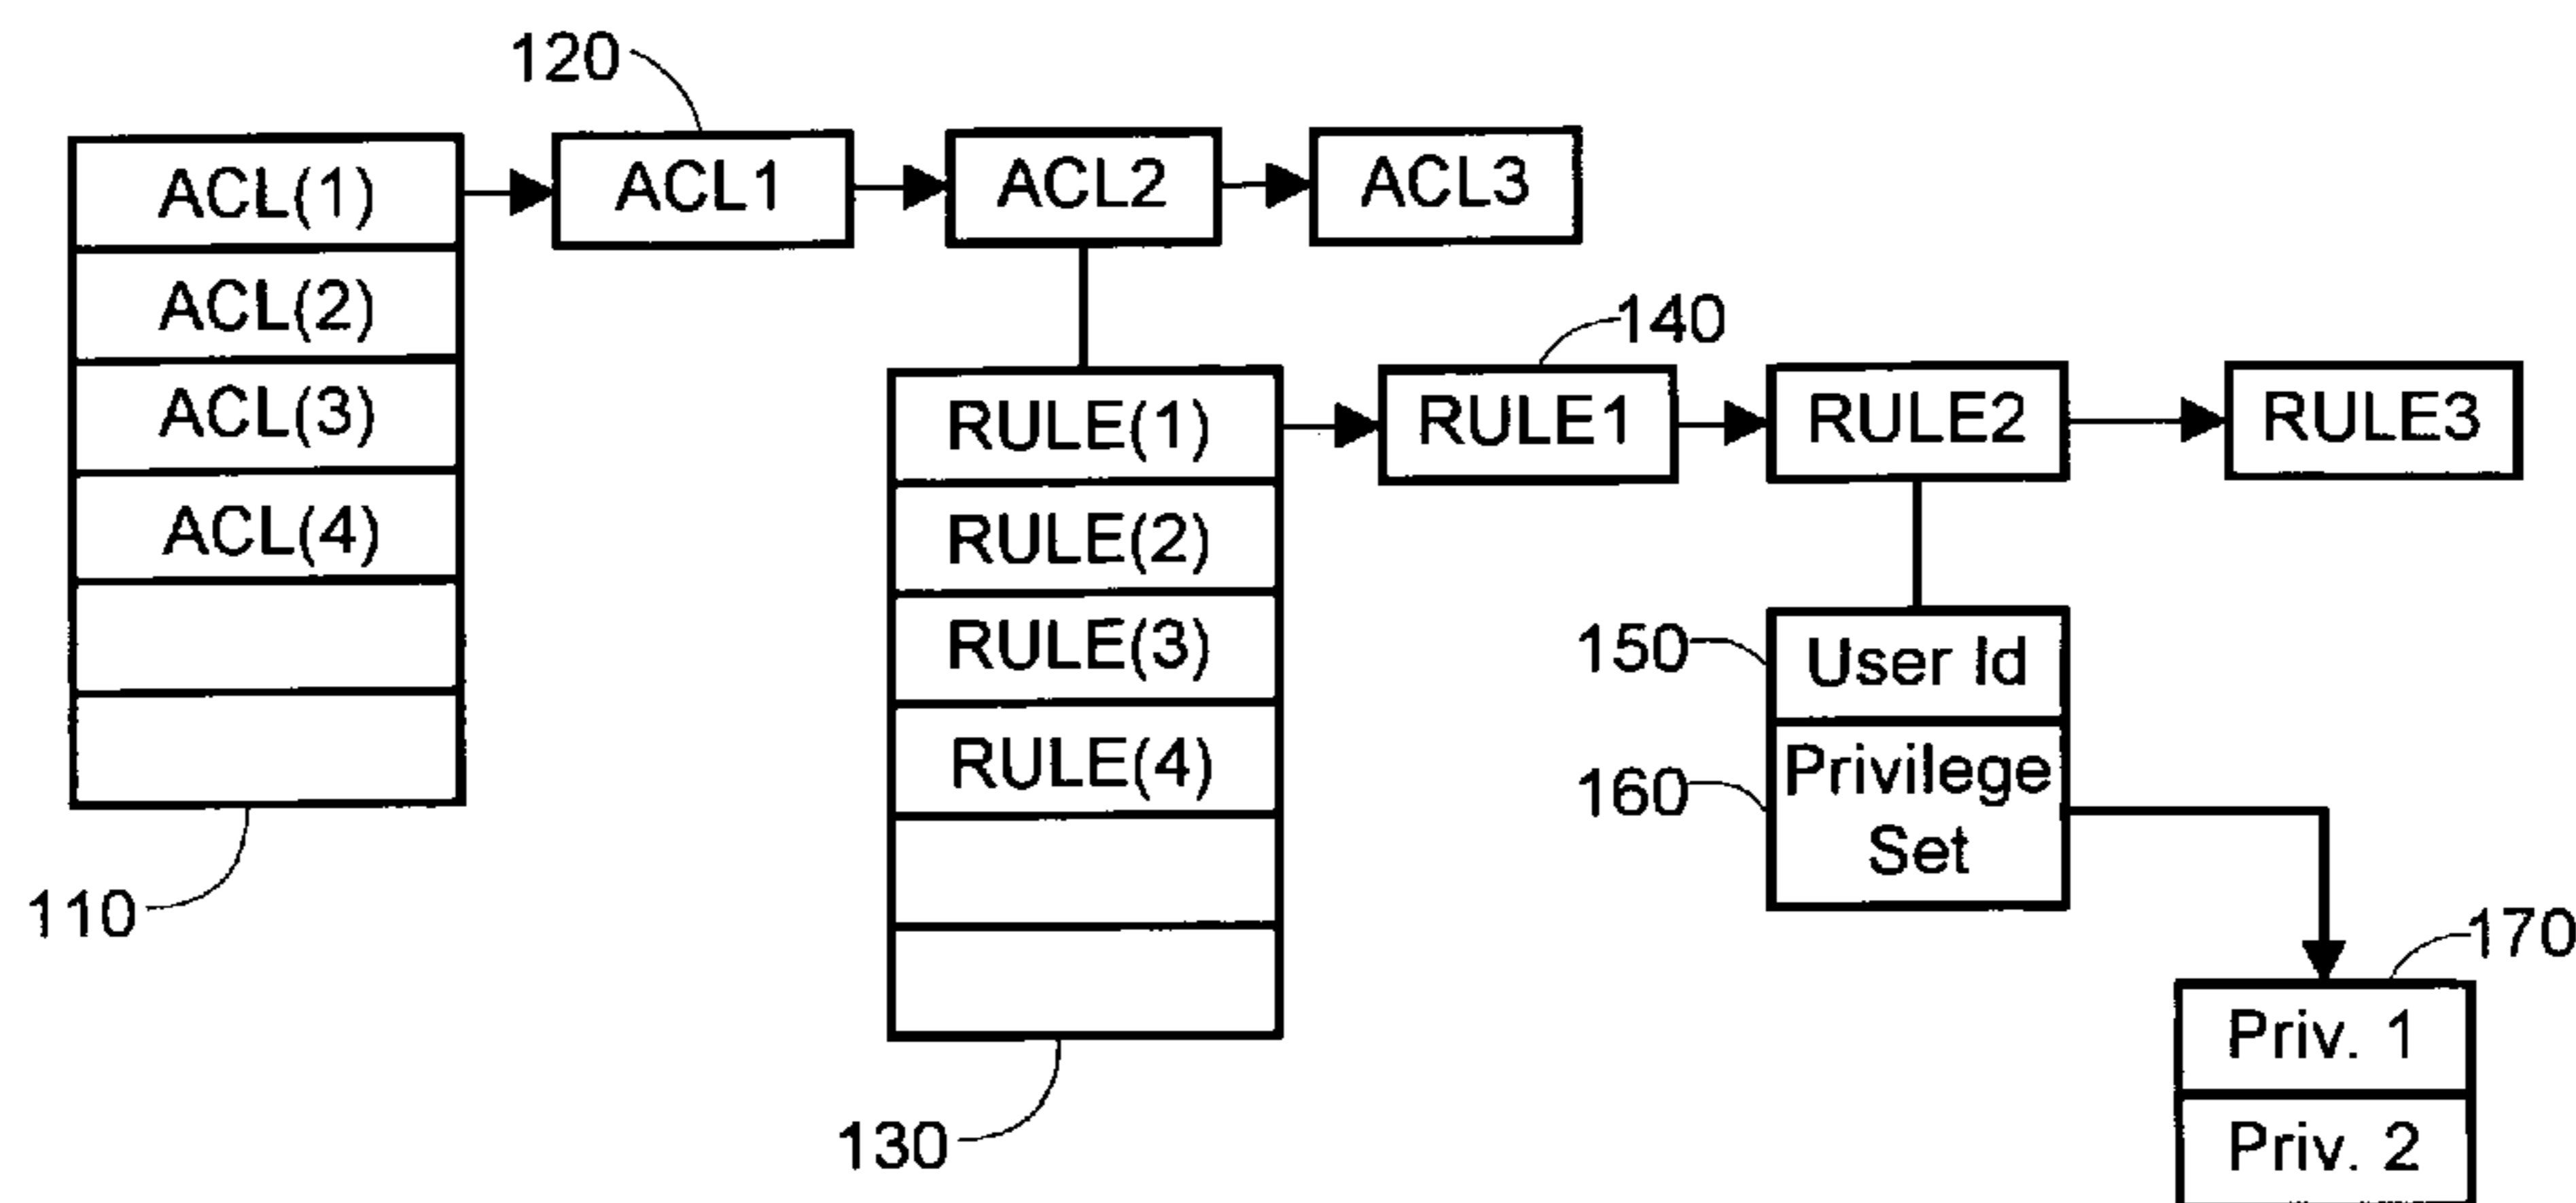 120
ACL(1)
ACL1
ACL2
ACL3
ACL(2)
140
ACL(3)
RULE(1)
RULE1
RULE2
RULE3
ACL(4)
RULE(2)
RULE(3)
150
User Id
RULE(4)
160
Privilege
Set
110
170
Priv. 1
130
Priv. 2